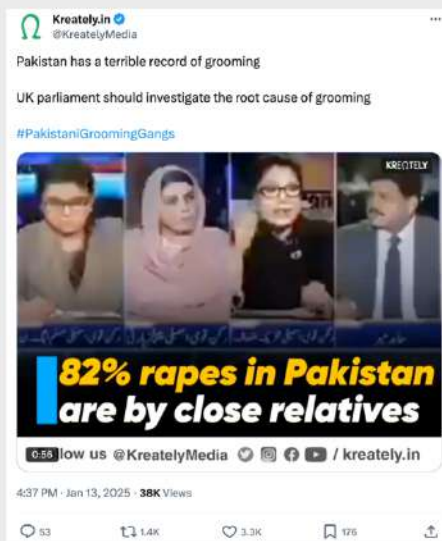 Kreately.in
@KreatelyMedia
Pakistan has a terrible record of grooming
UK parliament should investigate the root cause of grooming
#PakistaniGroomingGangs
KREATELY
82% rapes in Pakistan
are by close relatives
0:56 low us @KreatelyMedia / kreately.in
4:37 PM · Jan 13, 2025 · 38K Views
53 1.4K 3.3K 176